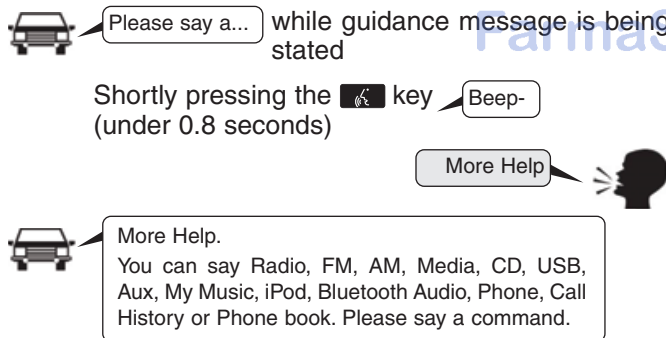 Please say a... while guidance message is being
stated
Shortly pressing the key Beep-
(under 0.8 seconds)
More Help
More Help.
You can say Radio, FM, AM, Media, CD, USB,
Aux, My Music, iPod, Bluetooth Audio, Phone, Call
History or Phone book. Please say a command.